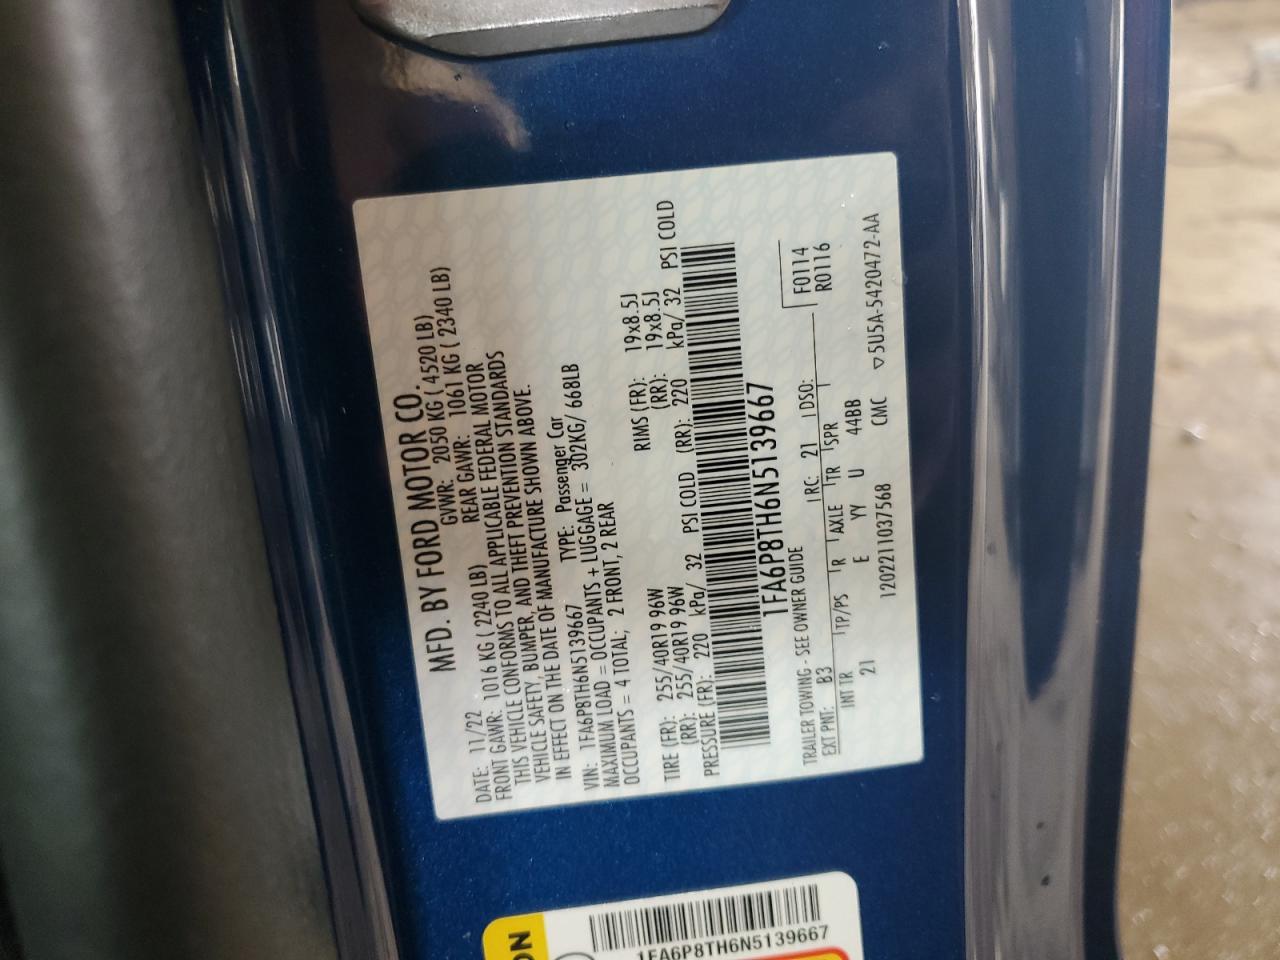 MFD. BY FORD MOTOR CO.
DATE: 11/22 GVWR: 2050 KG ( 4520 LB)
FRONT GAWR: 1016 KG ( 2240 LB) REAR GAWR: 1061 KG ( 2340 LB)
THIS VEHICLE CONFORMS TO ALL APPLICABLE FEDERAL MOTOR
VEHICLE SAFETY, BUMPER, AND THEFT PREVENTION STANDARDS
IN EFFECT ON THE DATE OF MANUFACTURE SHOWN ABOVE.
VIN: 1FA6P8TH6N5139667 TYPE: Passenger Car
MAXIMUM LOAD = OCCUPANTS + LUGGAGE = 302KG/ 668LB
OCCUPANTS = 4 TOTAL; 2 FRONT, 2 REAR
TIRE (FR): 255/40R19 96W RIMS (FR): 19x8.5J
(RR): 255/40R19 96W (RR): 19x8.5J
PRESSURE (FR): 220 kPa/ 32 PSI COLD (RR): 220 kPa/ 32 PSI COLD
1FA6P8TH6N5139667
TRAILER TOWING - SEE OWNER GUIDE F0114
EXT PNT: B3 RC: 21 DSO: R0116
INT TR TP/PS R AXLE TR SPR
21 E YY U 44BB
120221103756B CMC ▽5U5A-5420472-AA
ON
1FA6P8TH6N5139667